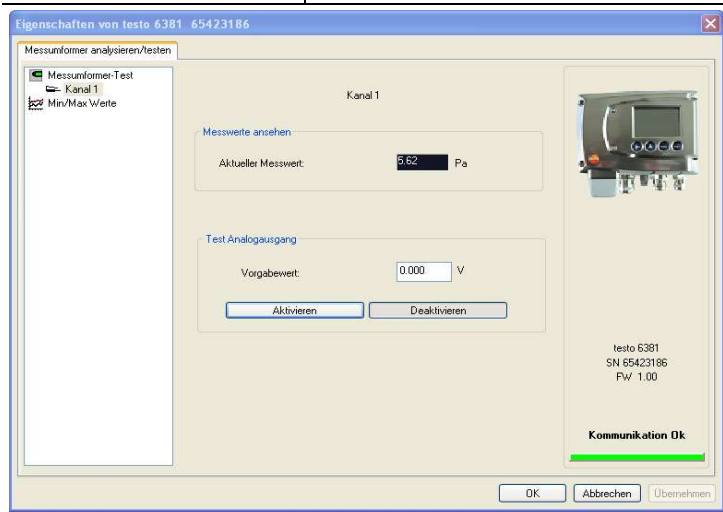 Eigenschaften von testo 6381 65423186
Messumformer analysieren/testen
Messumformer-Test
Kanal 1
Min/Max Werte
Kanal 1
Messwerte ansehen
Aktueller Messwert: 5.62 Pa
Test Analogausgang
Vorgabewert: 0.000 V
Aktivieren Deaktivieren
testo 6381
SN 65423186
FW 1.00
Kommunikation Ok
OK Abbrechen Übernehmen